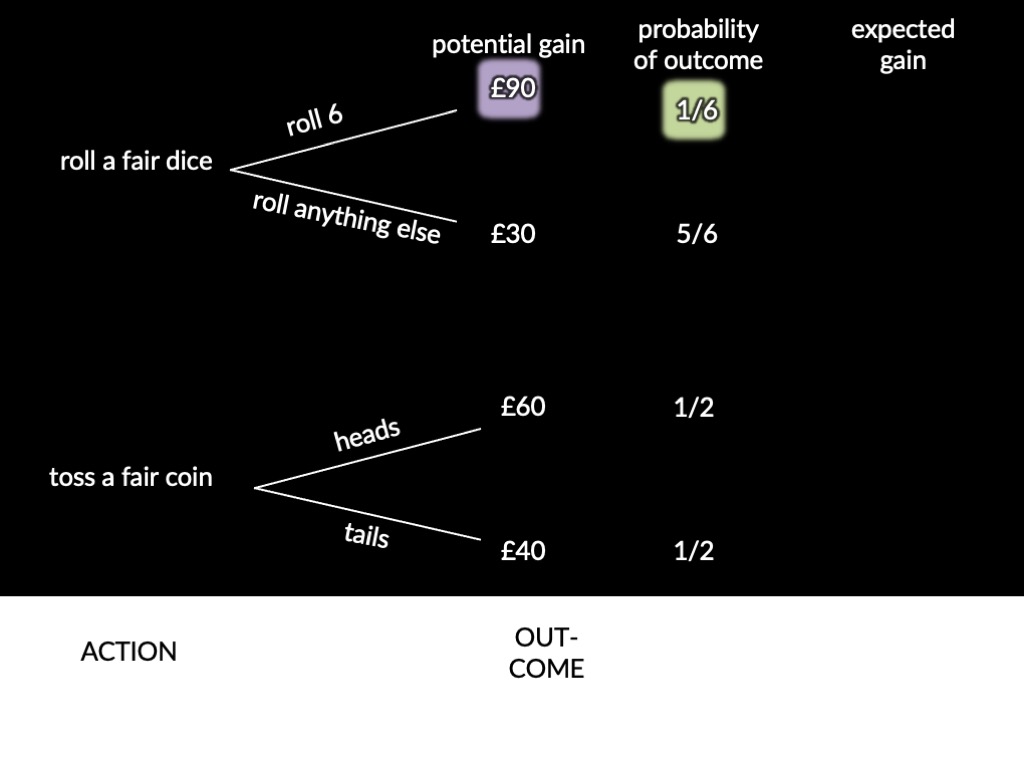 potential gain
probability
of outcome
expected
gain
£90
1/6
roll 6
roll a fair dice
roll anything else
£30
5/6
£60
1/2
heads
toss a fair coin
tails
£40
1/2
ACTION
OUT-
COME